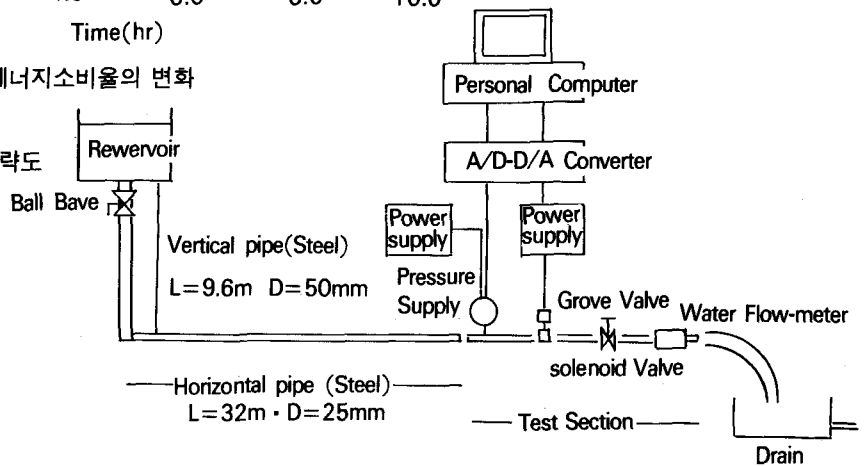 Time(hr)
에너지소비율의 변화
략도
Personal Computer
A/D-D/A Converter
Rewervoir
Ball Bave
Power supply
Power supply
Vertical pipe(Steel)
L=9.6m D=50mm
Pressure Supply
Grove Valve
Water Flow-meter
solenoid Valve
Horizontal pipe (Steel)
L=32m · D=25mm
Test Section
Drain